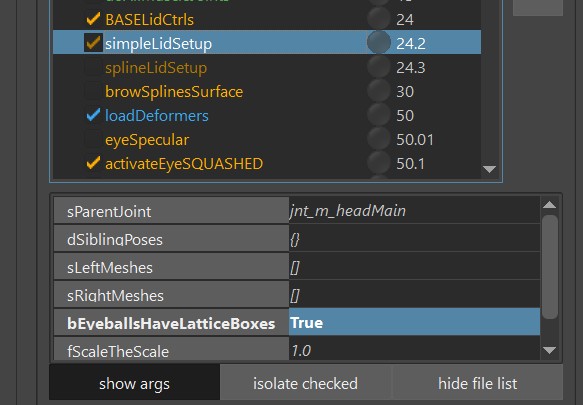 BASELidCtrls 24
simpleLidSetup 24.2
splineLidSetup 24.3
browSplinesSurface 30
loadDeformers 50
eyeSpecular 50.01
activateEyeSQUASHED 50.1
sParentJoint jnt_m_headMain
dSiblingPoses {}
sLeftMeshes []
sRightMeshes []
bEyeballsHaveLatticeBoxes True
fScaleTheScale 1.0
show args isolate checked hide file list